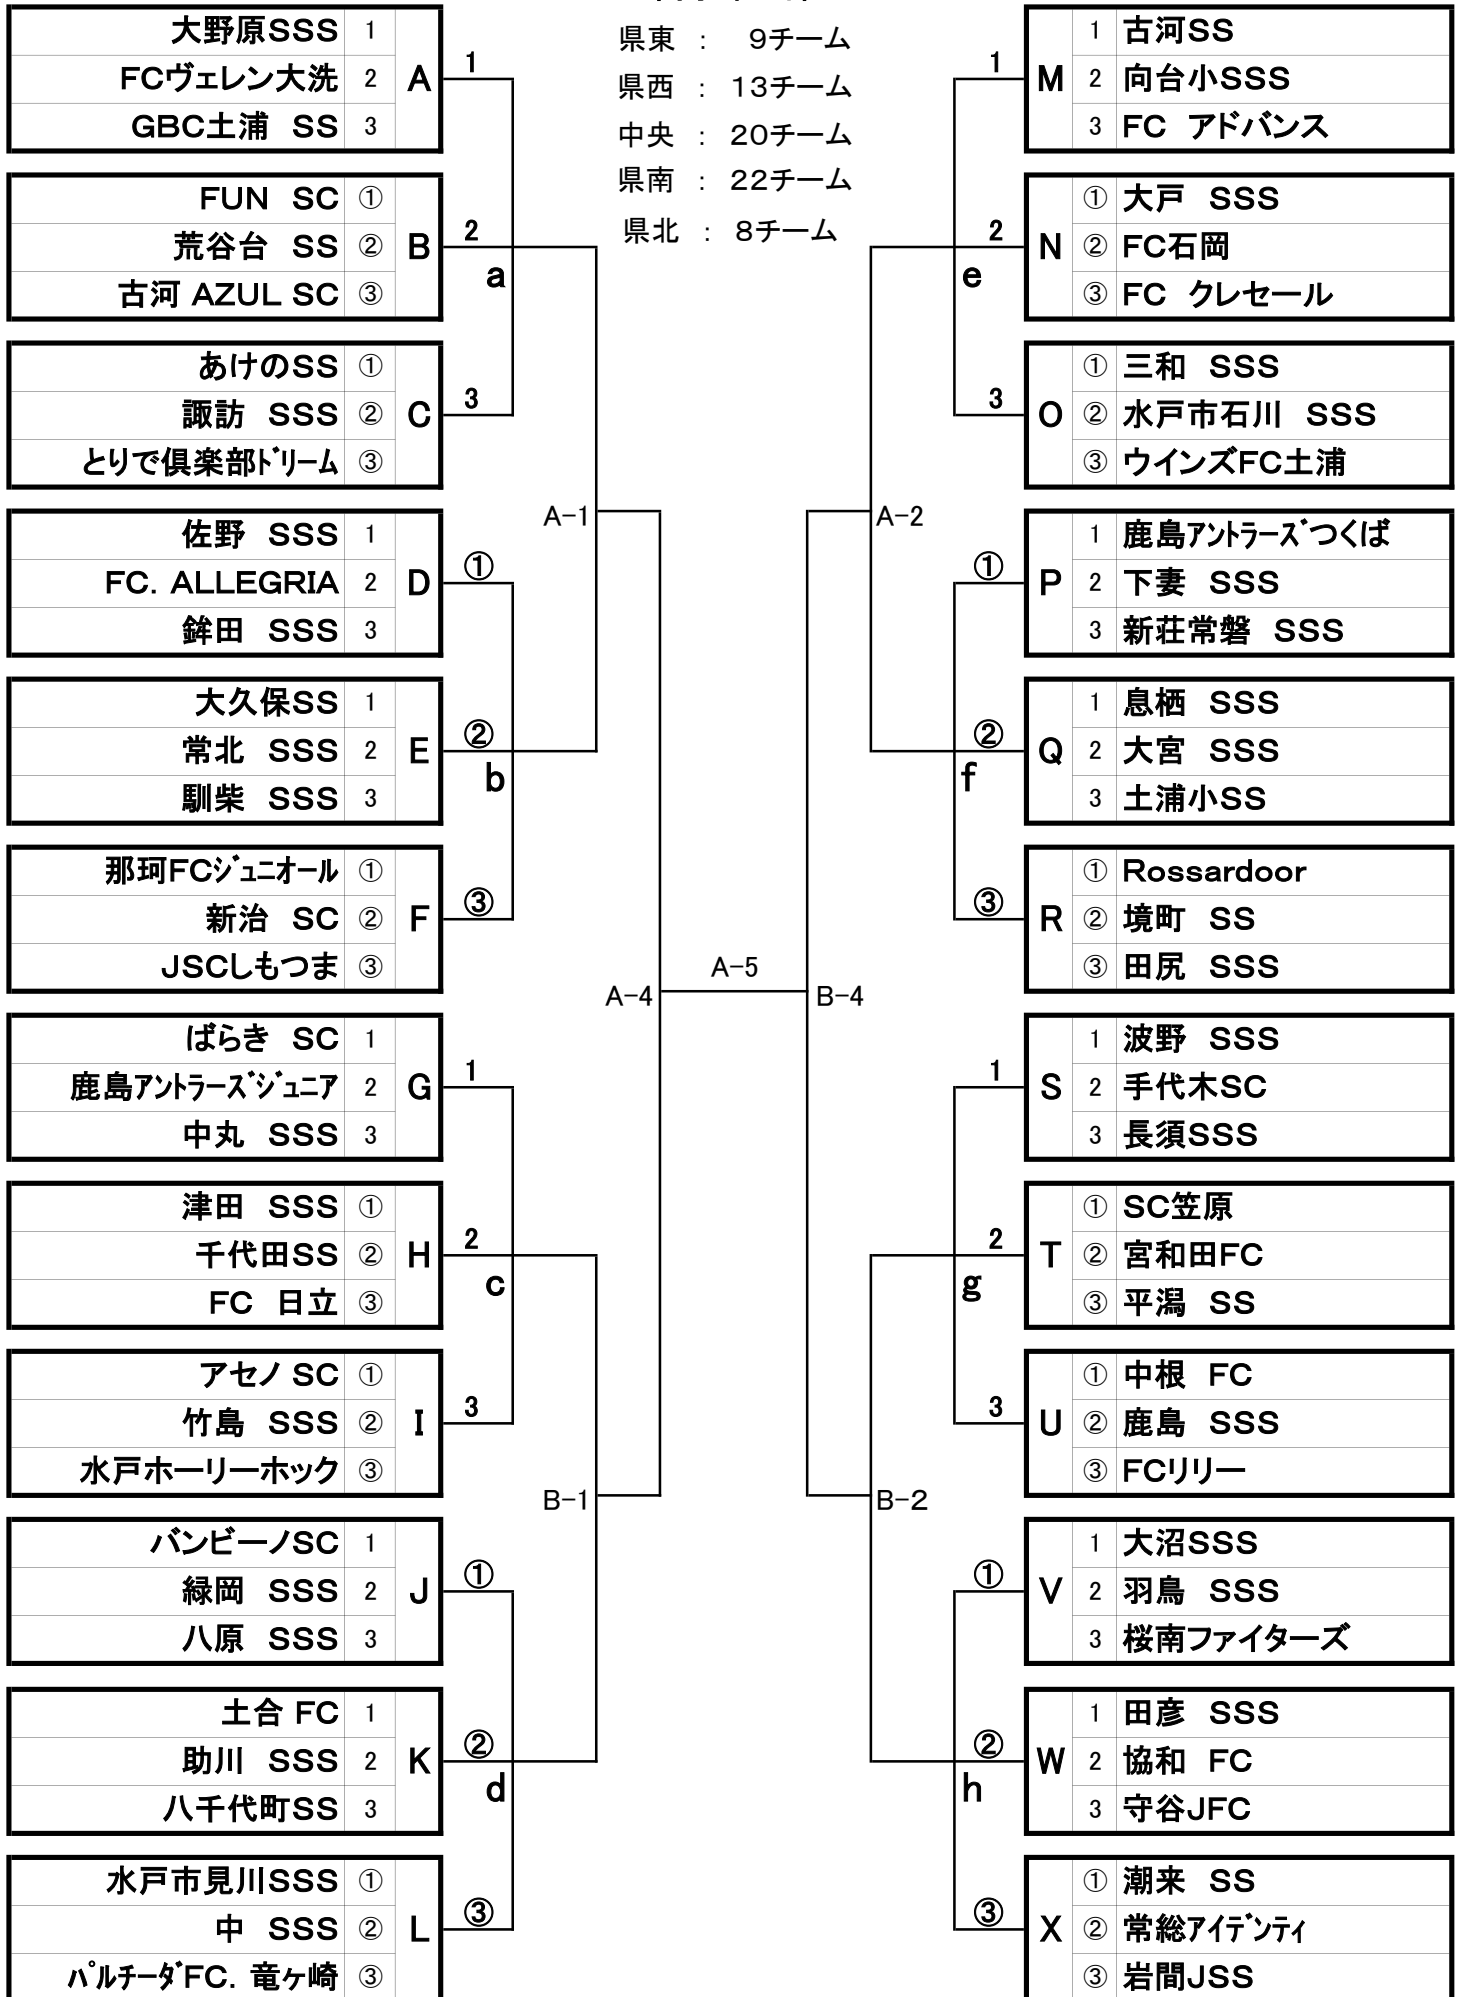 県東 : 9チーム
県西 : 13チーム
中央 : 20チーム
県南 : 22チーム
県北 : 8チーム
大野原SSS 1
FCヴェレン大洗 2 A 1
GBC土浦 SS 3
FUN SC ①
荒谷台 SS ② B 2
古河 AZUL SC ③
a
あけのSS ①
諏訪 SSS ② C 3
とりで倶楽部ドリーム ③
A-1
佐野 SSS 1
FC. ALLEGRIA 2 D ①
鉾田 SSS 3
大久保SS 1
常北 SSS 2 E ②
馴柴 SSS 3
b
那珂FCジュニオール ①
新治 SC ② F ③
JSCしもつま ③
A-4
ばらき SC 1
鹿島アントラーズジュニア 2 G 1
中丸 SSS 3
津田 SSS ①
千代田SS ② H 2
FC 日立 ③
c
アセノ SC ①
竹島 SSS ② I 3
水戸ホーリーホック ③
B-1
バンビーノSC 1
緑岡 SSS 2 J ①
八原 SSS 3
土合 FC 1
助川 SSS 2 K ②
八千代町SS 3
d
水戸市見川SSS ①
中 SSS ② L ③
パルチーダFC. 竜ヶ崎 ③
A-5
1 古河SS
1 M 2 向台小SSS
3 FC アドバンス
① 大戸 SSS
2 N ② FC石岡
③ FC クレセール
e
① 三和 SSS
3 O ② 水戸市石川 SSS
③ ウインズFC土浦
A-2
1 鹿島アントラーズつくば
① P 2 下妻 SSS
3 新荘常磐 SSS
1 息栖 SSS
② Q 2 大宮 SSS
3 土浦小SS
f
① Rossardoor
③ R ② 境町 SS
③ 田尻 SSS
B-4
1 波野 SSS
1 S 2 手代木SC
3 長須SSS
① SC笠原
2 T ② 宮和田FC
③ 平潟 SS
g
① 中根 FC
3 U ② 鹿島 SSS
③ FCリリー
B-2
1 大沼SSS
① V 2 羽鳥 SSS
3 桜南ファイターズ
1 田彦 SSS
② W 2 協和 FC
3 守谷JFC
h
① 潮来 SS
③ X ② 常総アイデンティ
③ 岩間JSS